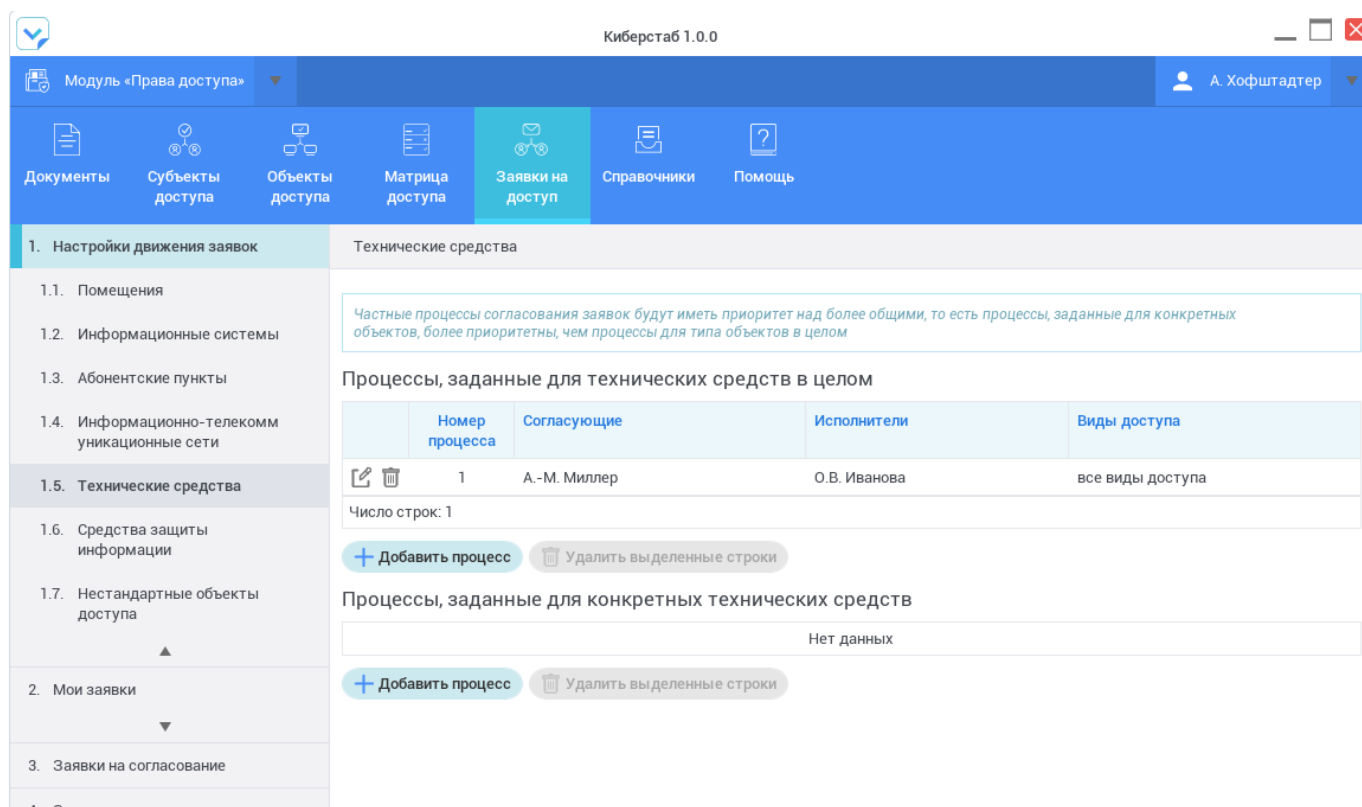 Киберстаб 1.0.0
Модуль «Права доступа»
А. Хофштадтер
Документы
Субъекты
доступа
Объекты
доступа
Матрица
доступа
Заявки на
доступ
Справочники
Помощь
1. Настройки движения заявок
1.1. Помещения
1.2. Информационные системы
1.3. Абонентские пункты
1.4. Информационно-телекомм
уникационные сети
1.5. Технические средства
1.6. Средства защиты
информации
1.7. Нестандартные объекты
доступа
2. Мои заявки
3. Заявки на согласование
Технические средства
Частные процессы согласования заявок будут иметь приоритет над более общими, то есть процессы, заданные для конкретных
объектов, более приоритетны, чем процессы для типа объектов в целом
Процессы, заданные для технических средств в целом
Номер
процесса
Согласующие
Исполнители
Виды доступа
1
А.-М. Миллер
О.В. Иванова
все виды доступа
Число строк: 1
Добавить процесс
Удалить выделенные строки
Процессы, заданные для конкретных технических средств
Нет данных
Добавить процесс
Удалить выделенные строки